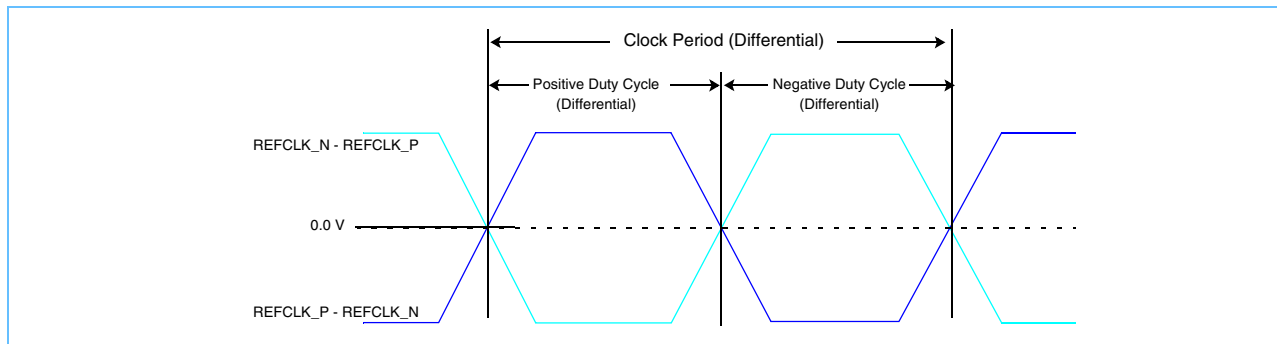 Clock Period (Differential)
Positive Duty Cycle
(Differential)
Negative Duty Cycle
(Differential)
REFCLK_N - REFCLK_P
0.0 V
REFCLK_P - REFCLK_N